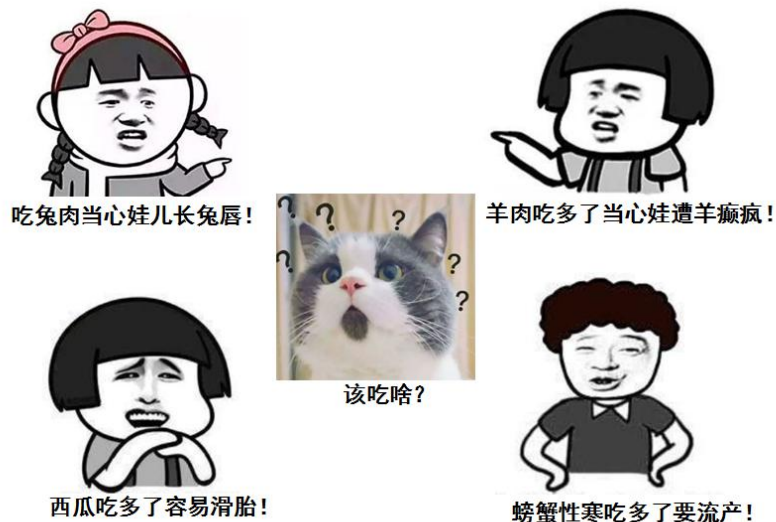 吃兔肉当心娃儿长兔唇！
羊肉吃多了当心娃遭羊癫疯！
? ? ? ? ? ?
该吃啥？
西瓜吃多了容易滑胎！
螃蟹性寒吃多了要流产！